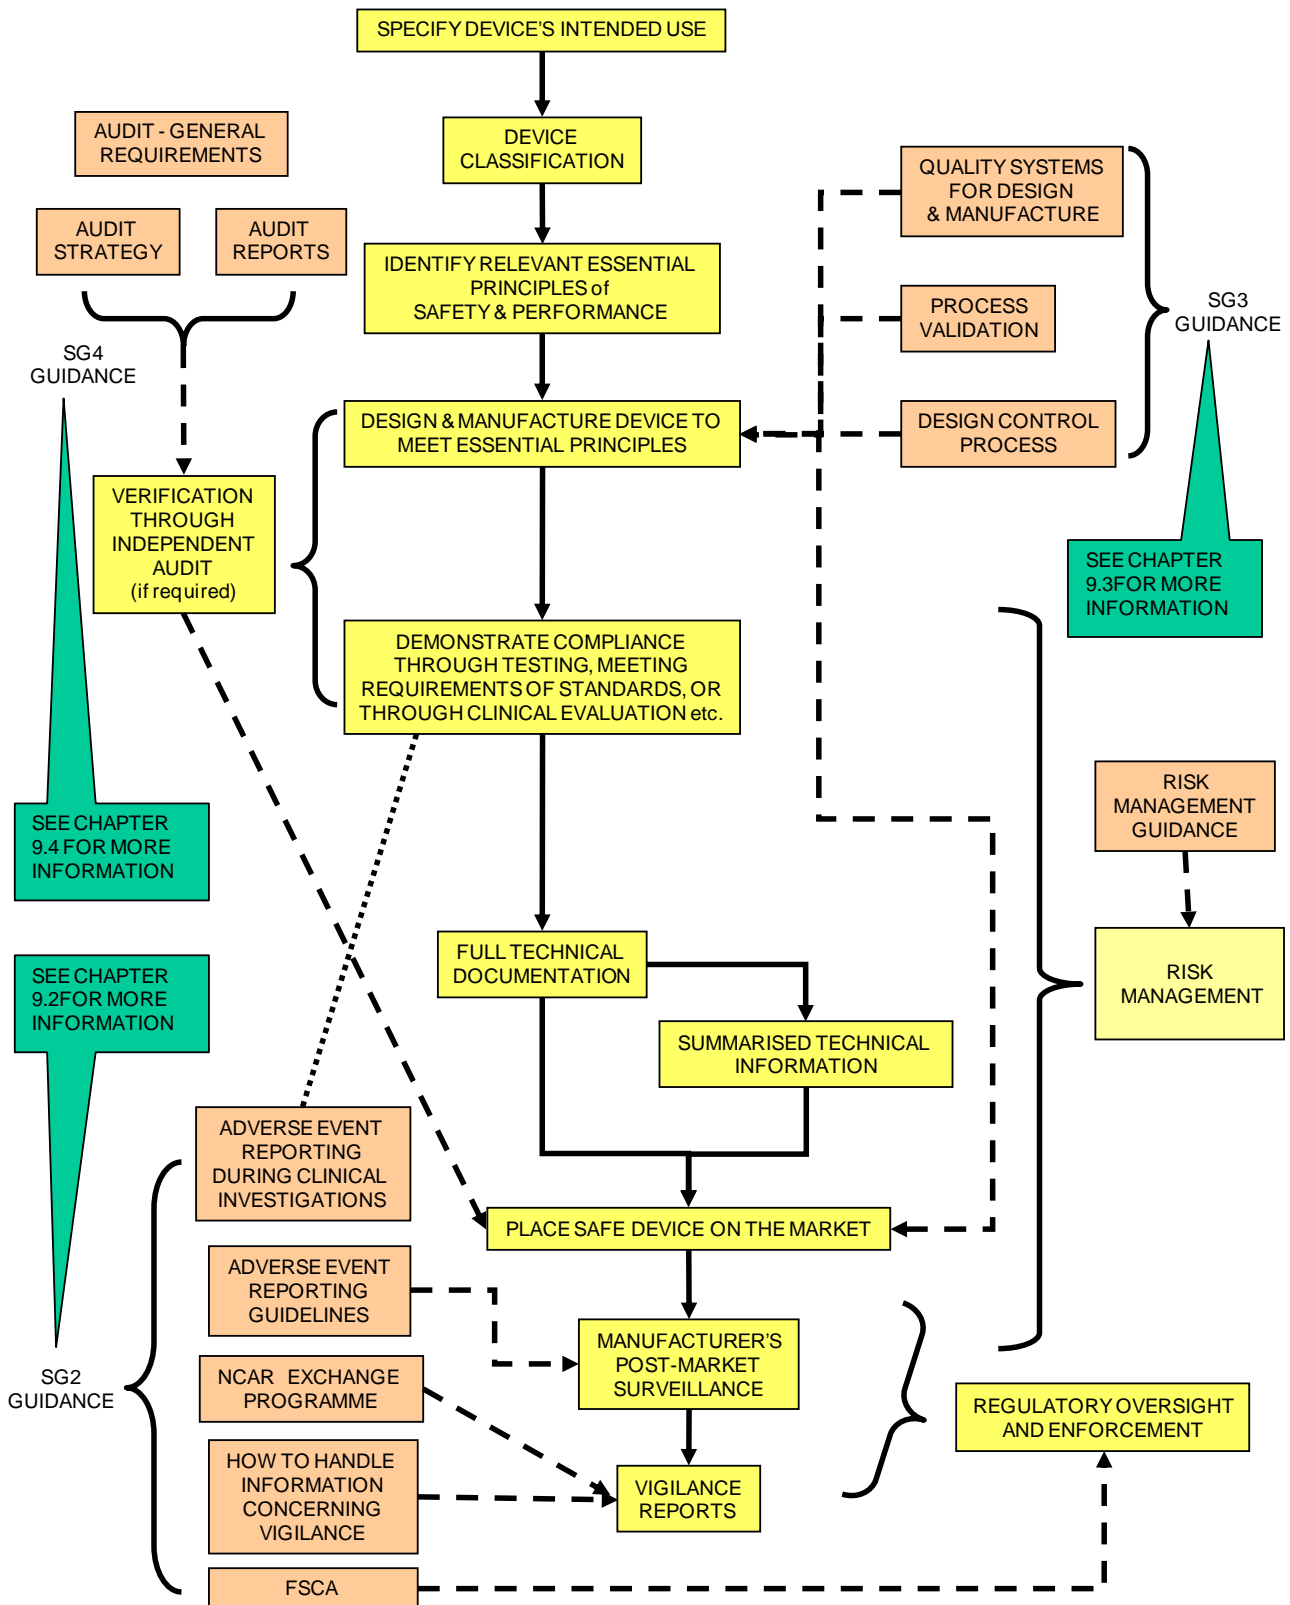 SPECIFY DEVICE'S INTENDED USE
AUDIT - GENERAL
REQUIREMENTS
DEVICE
CLASSIFICATION
QUALITY SYSTEMS
FOR DESIGN
& MANUFACTURE
AUDIT
STRATEGY
AUDIT
REPORTS
IDENTIFY RELEVANT ESSENTIAL
PRINCIPLES of
SAFETY & PERFORMANCE
PROCESS
VALIDATION
SG3
GUIDANCE
SG4
GUIDANCE
DESIGN & MANUFACTURE DEVICE TO
MEET ESSENTIAL PRINCIPLES
DESIGN CONTROL
PROCESS
VERIFICATION
THROUGH
INDEPENDENT
AUDIT
(if required)
SEE CHAPTER
9.3FOR MORE
INFORMATION
DEMONSTRATE COMPLIANCE
THROUGH TESTING, MEETING
REQUIREMENTS OF STANDARDS, OR
THROUGH CLINICAL EVALUATION etc.
RISK
MANAGEMENT
GUIDANCE
SEE CHAPTER
9.4 FOR MORE
INFORMATION
FULL TECHNICAL
DOCUMENTATION
RISK
MANAGEMENT
SEE CHAPTER
9.2FOR MORE
INFORMATION
SUMMARISED TECHNICAL
INFORMATION
ADVERSE EVENT
REPORTING
DURING CLINICAL
INVESTIGATIONS
PLACE SAFE DEVICE ON THE MARKET
ADVERSE EVENT
REPORTING
GUIDELINES
MANUFACTURER'S
POST-MARKET
SURVEILLANCE
SG2
GUIDANCE
NCAR EXCHANGE
PROGRAMME
REGULATORY OVERSIGHT
AND ENFORCEMENT
HOW TO HANDLE
INFORMATION
CONCERNING
VIGILANCE
VIGILANCE
REPORTS
FSCA